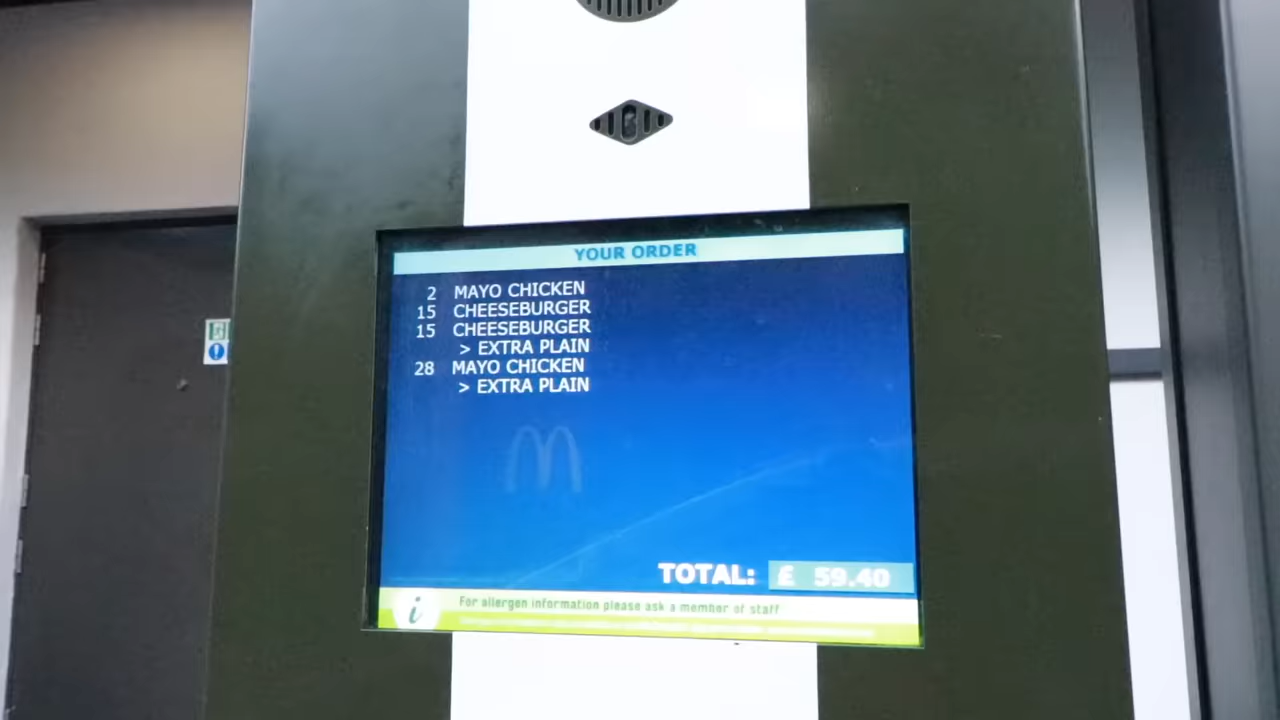 YOUR ORDER
2 MAYO CHICKEN
15 CHEESEBURGER
15 CHEESEBURGER
> EXTRA PLAIN
28 MAYO CHICKEN
> EXTRA PLAIN
TOTAL: £ 59.40
i For allergen information please ask a member of staff